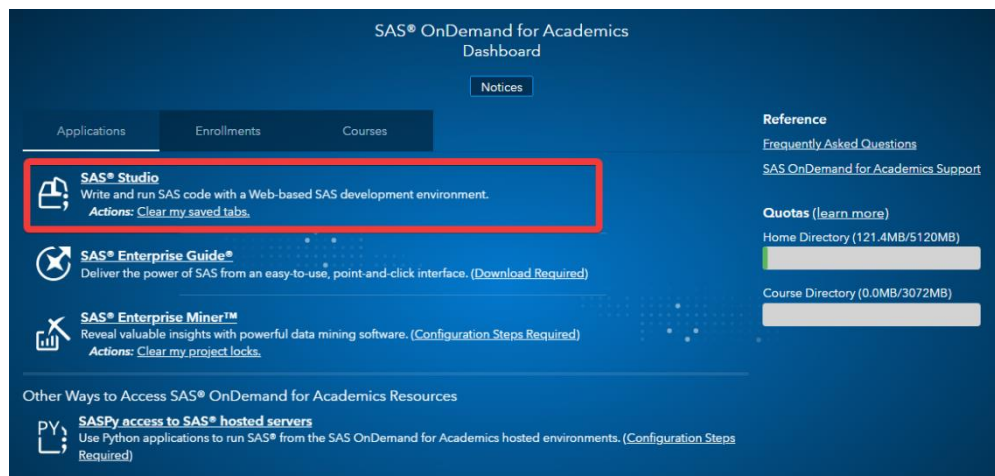 SAS® OnDemand for Academics
Dashboard
Notices
Applications
Enrollments
Courses
SAS® Studio
Write and run SAS code with a Web-based SAS development environment.
Actions: Clear my saved tabs.
SAS® Enterprise Guide®
Deliver the power of SAS from an easy-to-use, point-and-click interface. (Download Required)
SAS® Enterprise Miner™
Reveal valuable insights with powerful data mining software. (Configuration Steps Required)
Actions: Clear my project locks.
Other Ways to Access SAS® OnDemand for Academics Resources
PY
SASPy access to SAS® hosted servers
Use Python applications to run SAS® from the SAS OnDemand for Academics hosted environments. (Configuration Steps
Required)
Reference
Frequently Asked Questions
SAS OnDemand for Academics Support
Quotas (learn more)
Home Directory (121.4MB/5120MB)
Course Directory (0.0MB/3072MB)